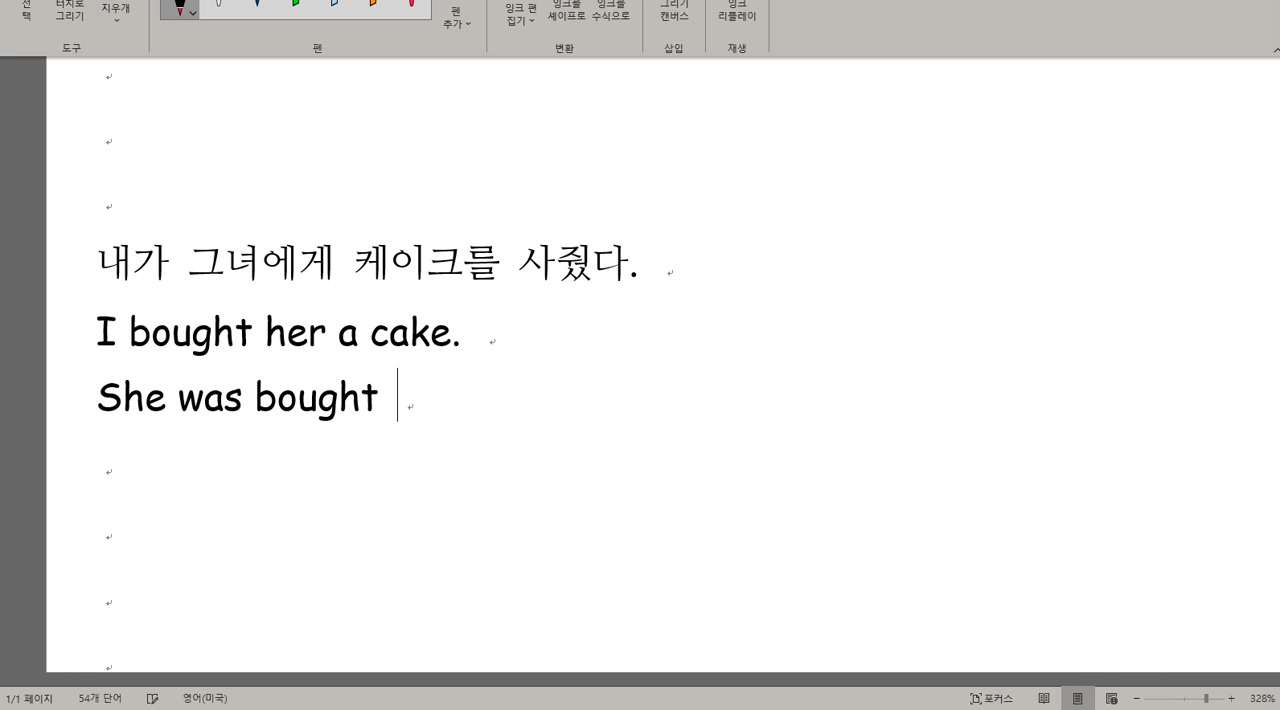 선
택
터치로
그리기
지우개
펜
추가
잉크 편
집기
잉크를
셰이프로
잉크를
수식으로
그리기
캔버스
잉크
리플레이
도구
펜
변환
삽입
재생
내가 그녀에게 케이크를 사줬다.
I bought her a cake.
She was bought
1/1 페이지
54개 단어
영어(미국)
포커스
328%